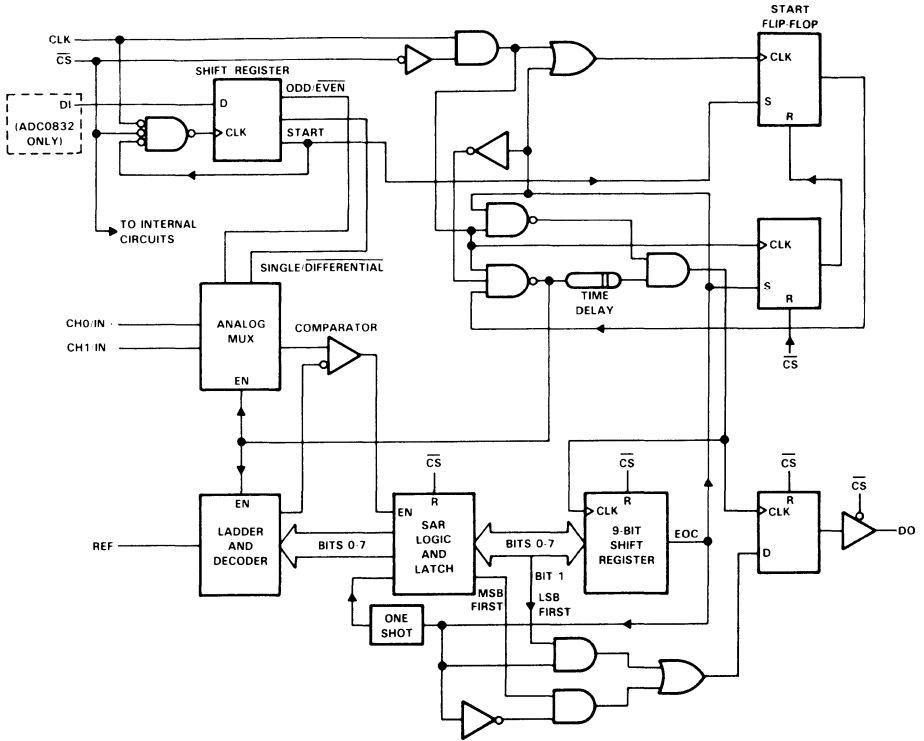 START
FLIP-FLOP
CLK
CS
SHIFT REGISTER
ODD/EVEN
DI
D
CLK
S
(ADC0832
ONLY)
CLK
START
R
TO INTERNAL
CIRCUITS
SINGLE/DIFFERENTIAL
CLK
S
R
TIME
DELAY
CH0/IN
CH1/IN
ANALOG
MUX
EN
COMPARATOR
CS
CS
CS
CS
CS
EN
LADDER
AND
DECODER
REF
BITS 0-7
R
EN
SAR
LOGIC
AND
LATCH
BITS 0-7
R
CLK
9-BIT
SHIFT
REGISTER
EOC
R
CLK
D
DO
BIT 1
MSB
FIRST
LSB
FIRST
ONE
SHOT